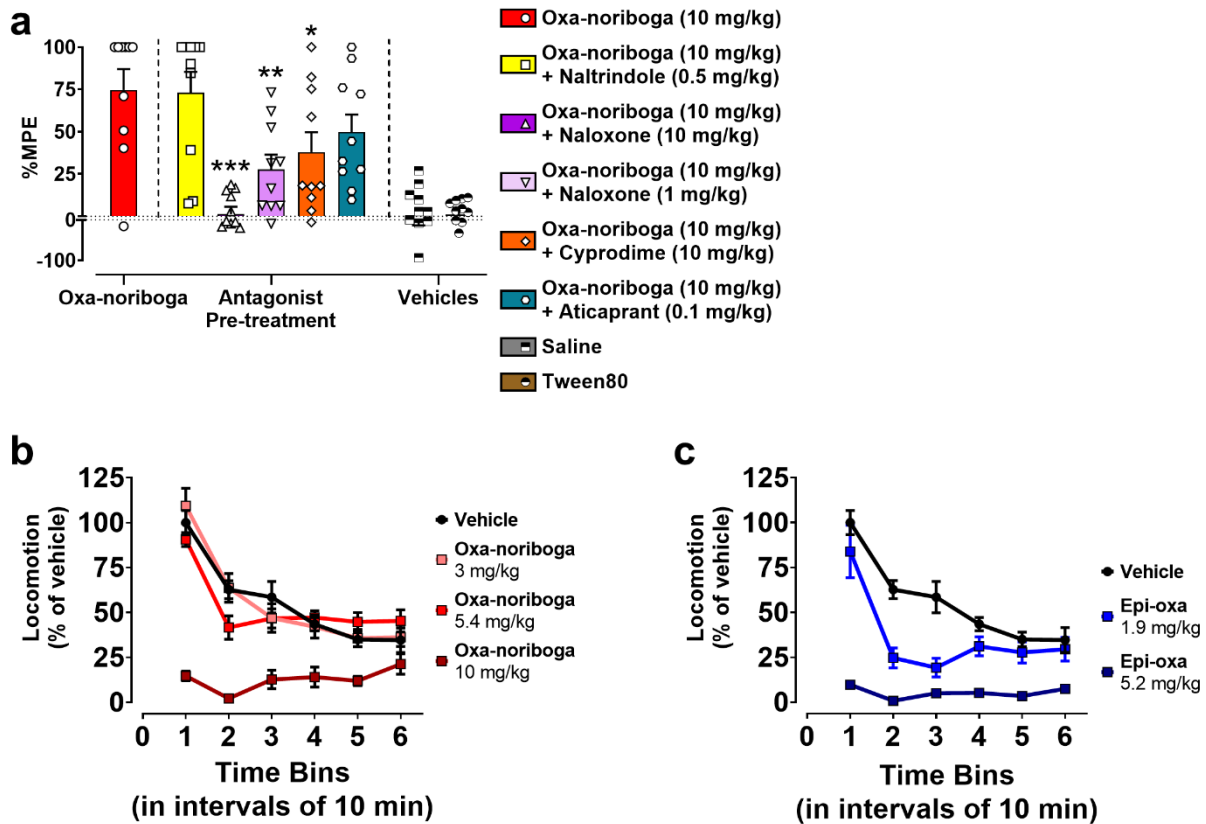 a
%MPE
100
75
50
25
0
-100
***
**
*
Oxa-noriboga
Antagonist
Pre-treatment
Vehicles
Oxa-noriboga (10 mg/kg)
Oxa-noriboga (10 mg/kg)
+ Naltrindole (0.5 mg/kg)
Oxa-noriboga (10 mg/kg)
+ Naloxone (10 mg/kg)
Oxa-noriboga (10 mg/kg)
+ Naloxone (1 mg/kg)
Oxa-noriboga (10 mg/kg)
+ Cyprodime (10 mg/kg)
Oxa-noriboga (10 mg/kg)
+ Aticaprant (0.1 mg/kg)
Saline
Tween80
b
Locomotion
(% of vehicle)
125
100
75
50
25
0
0 1 2 3 4 5 6
Time Bins
(in intervals of 10 min)
Vehicle
Oxa-noriboga
3 mg/kg
Oxa-noriboga
5.4 mg/kg
Oxa-noriboga
10 mg/kg
c
Locomotion
(% of vehicle)
125
100
75
50
25
0
0 1 2 3 4 5 6
Time Bins
(in intervals of 10 min)
Vehicle
Epi-oxa
1.9 mg/kg
Epi-oxa
5.2 mg/kg